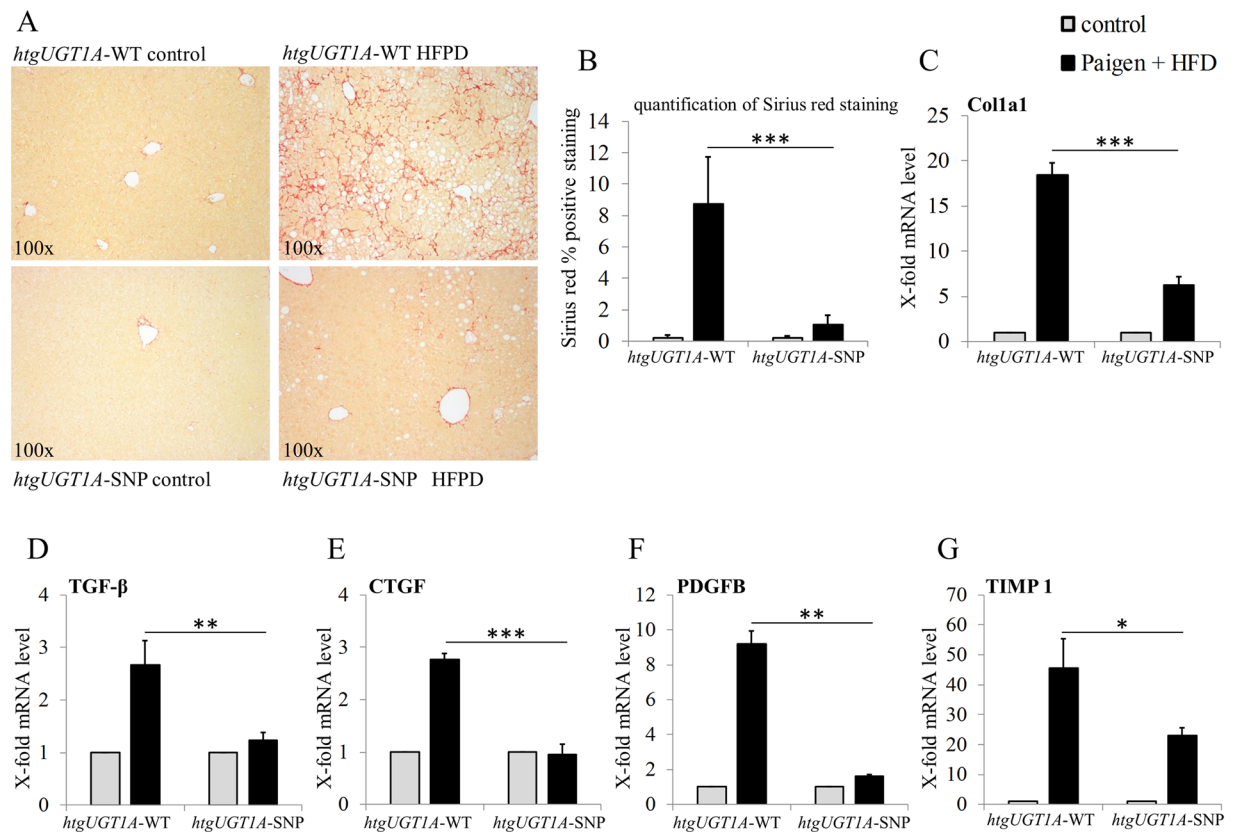 A
htgUGT1A-WT control
htgUGT1A-WT HFPD
100x
100x
100x
100x
htgUGT1A-SNP control
htgUGT1A-SNP HFPD
control
Paigen + HFD
B
quantification of Sirius red staining
Sirius red % positive staining
14
12
10
8
6
4
2
0
***
htgUGT1A-WT
htgUGT1A-SNP
C
Col1a1
X-fold mRNA level
25
20
15
10
5
0
***
htgUGT1A-WT
htgUGT1A-SNP
D
TGF-β
X-fold mRNA level
4
3
2
1
0
**
htgUGT1A-WT
htgUGT1A-SNP
E
CTGF
X-fold mRNA level
4
3
2
1
0
***
htgUGT1A-WT
htgUGT1A-SNP
F
PDGFB
X-fold mRNA level
12
10
8
6
4
2
0
**
htgUGT1A-WT
htgUGT1A-SNP
G
TIMP 1
X-fold mRNA level
70
60
50
40
30
20
10
0
*
htgUGT1A-WT
htgUGT1A-SNP